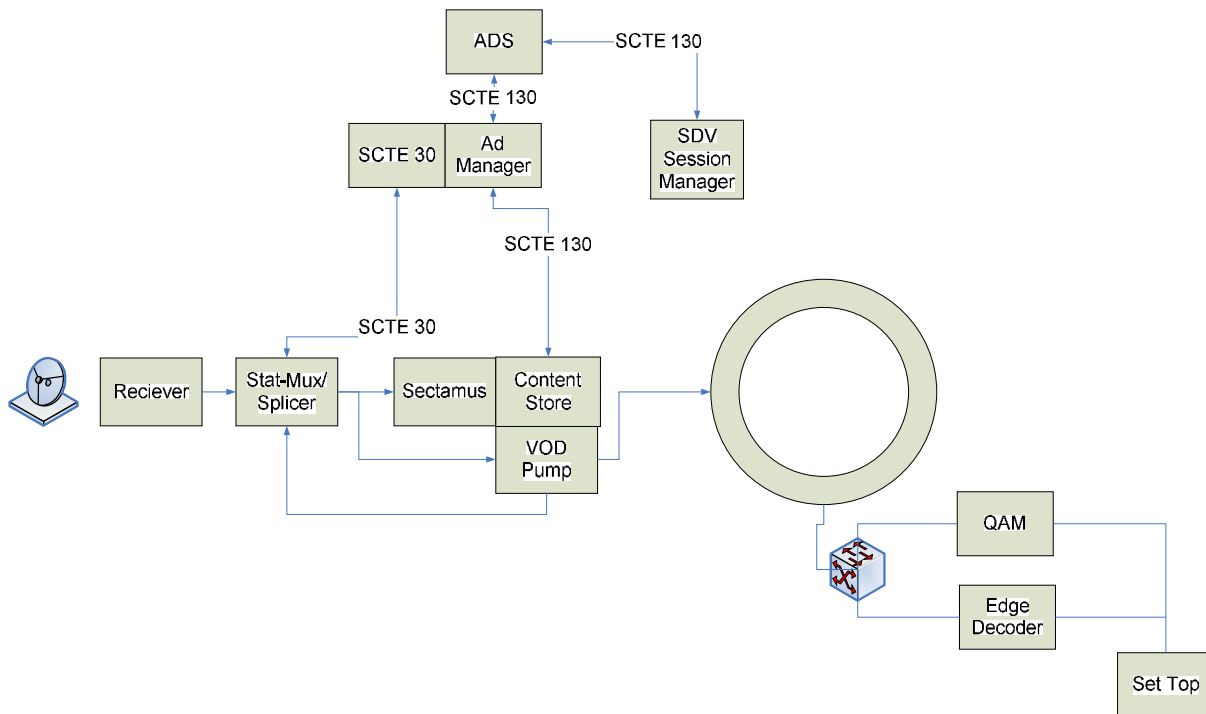 ADS
SCTE 130
SCTE 130
SCTE 30
Ad
Manager
SDV
Session
Manager
SCTE 130
SCTE 30
Reciever
Stat-Mux/
Splicer
Sectamus
Content
Store
VOD
Pump
QAM
Edge
Decoder
Set Top